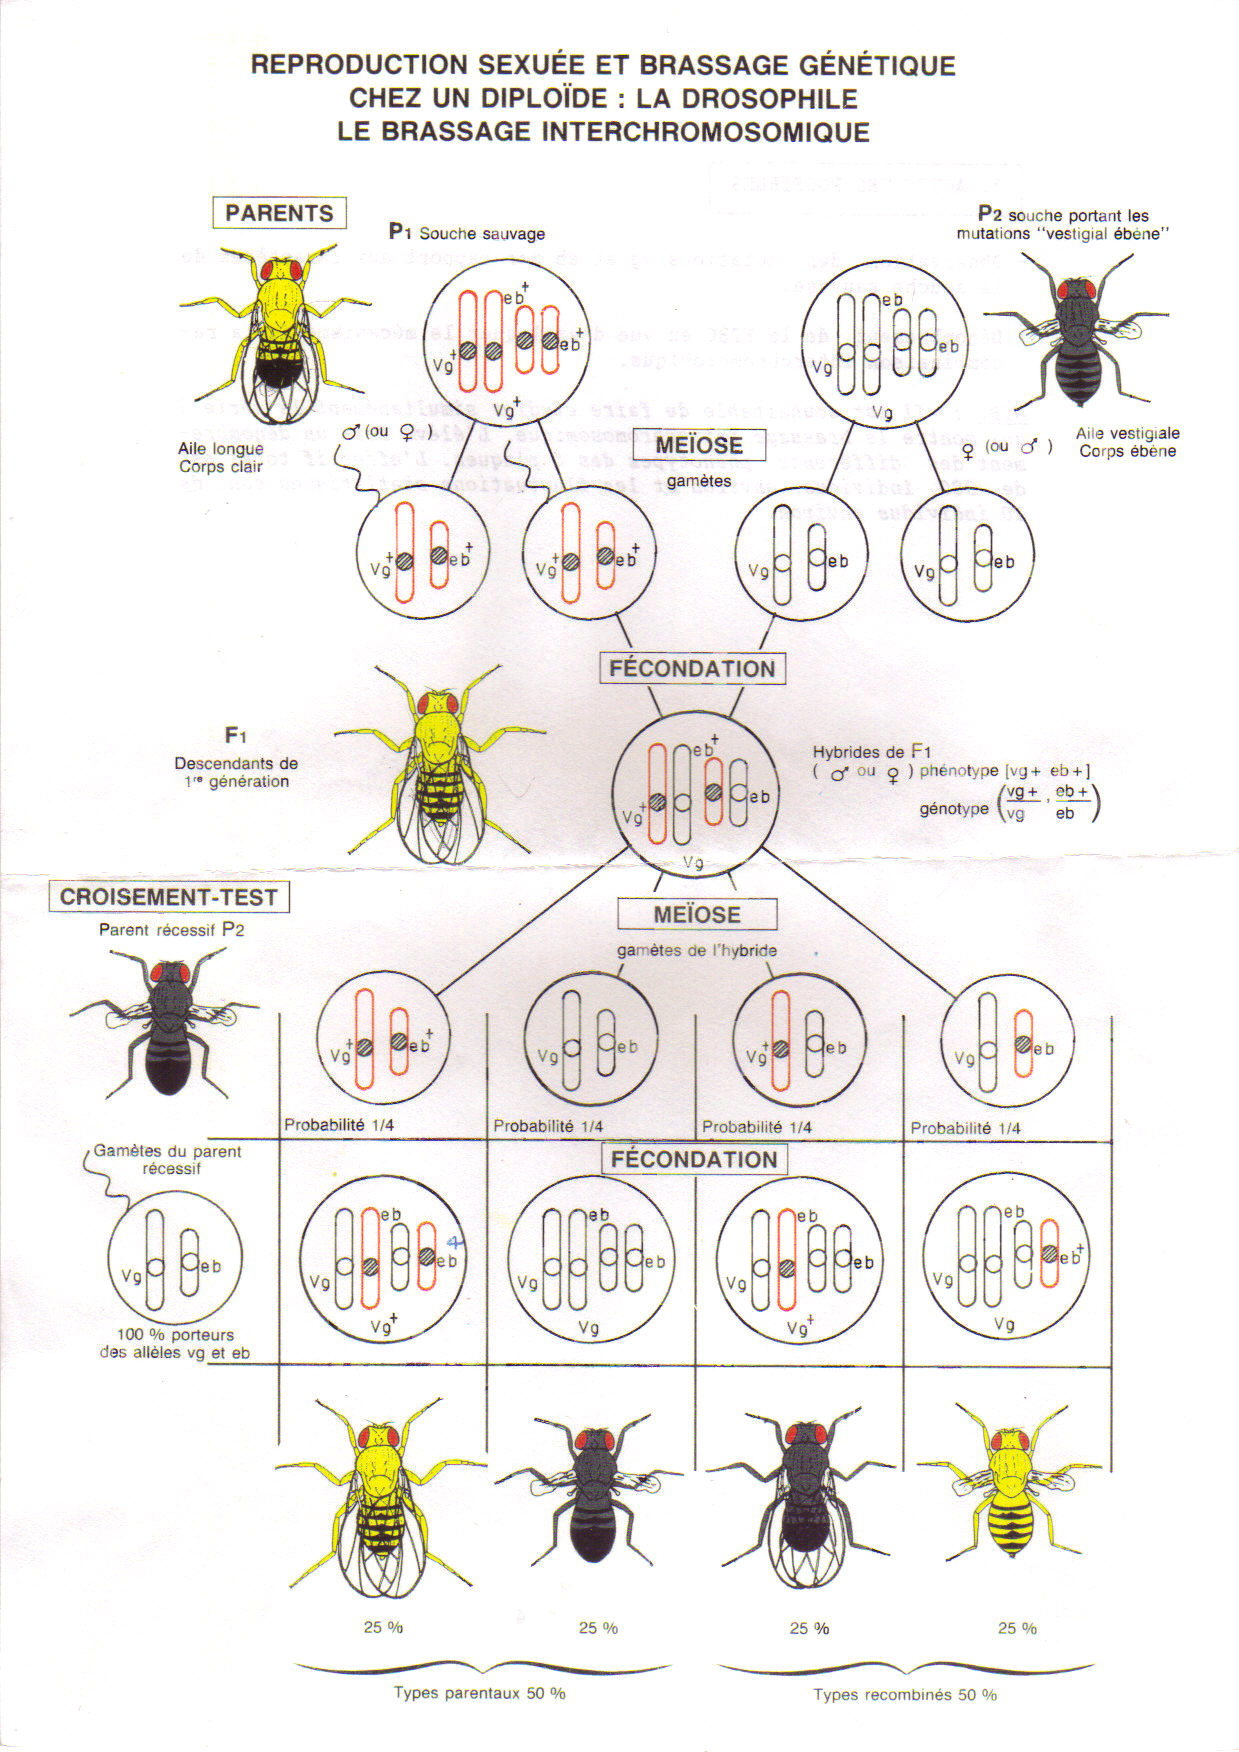 REPRODUCTION SEXUÉE ET BRASSAGE GÉNÉTIQUE
CHEZ UN DIPLOÏDE : LA DROSOPHILE
LE BRASSAGE INTERCHROMOSOMIQUE
PARENTS
P1 Souche sauvage
P2 souche portant les
mutations "vestigial ébène"
eb+
eb+
Vg+
Vg+
eb
eb
Vg
Vg
Aile longue
Corps clair
♂ (ou ♀ )
MEÏOSE
gamètes
♀ (ou ♂ )
Aile vestigiale
Corps ébène
Vg+ eb+
Vg+ eb+
Vg eb
Vg eb
FÉCONDATION
F1
Descendants de
1re génération
eb+
eb
Vg+
Vg
Hybrides de F1
( ♂ ou ♀ ) phénotype [vg+ eb+]
génotype (vg+ , eb+)
vg eb
CROISEMENT-TEST
Parent récessif P2
MEÏOSE
gamètes de l'hybride
Vg+ eb+
Vg eb
Vg+ eb
Vg eb
Probabilité 1/4
Probabilité 1/4
Probabilité 1/4
Probabilité 1/4
Gamètes du parent
récessif
FÉCONDATION
Vg eb
100 % porteurs
des allèles vg et eb
eb
eb+
Vg
Vg+
eb
eb
Vg
Vg
eb
eb
Vg
Vg+
eb
eb+
Vg
Vg
25 %
25 %
25 %
25 %
Types parentaux 50 %
Types recombinés 50 %